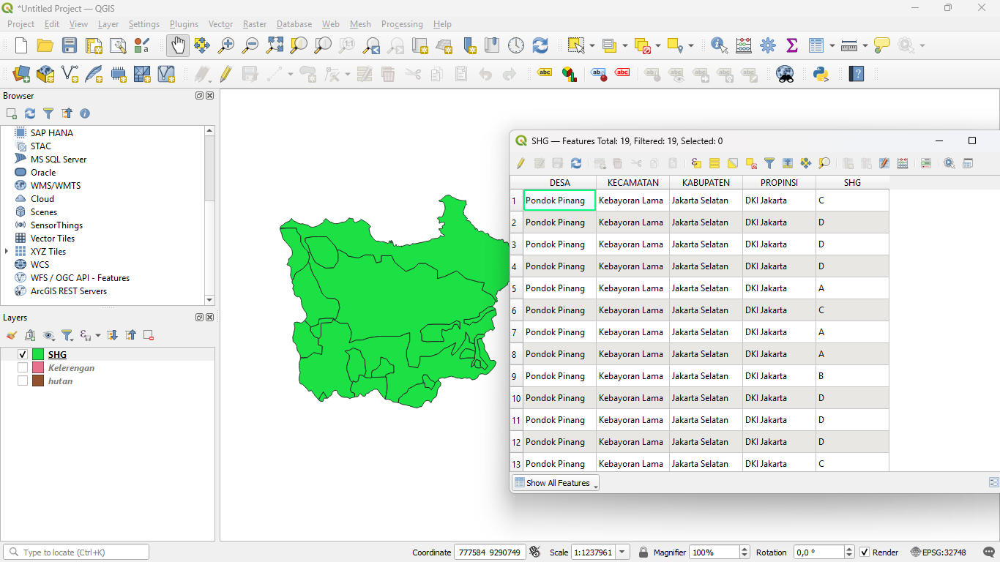 *Untitled Project — QGIS
Project Edit View Layer Settings Plugins Vector Raster Database Web Mesh Processing Help
Browser
SAP HANA
STAC
MS SQL Server
Oracle
WMS/WMTS
Cloud
Scenes
SensorThings
Vector Tiles
XYZ Tiles
WCS
WFS / OGC API - Features
ArcGIS REST Servers
Layers
SHG
Kelerengan
hutan
SHG — Features Total: 19, Filtered: 19, Selected: 0
DESA KECAMATAN KABUPATEN PROPINSI SHG
1 Pondok Pinang Kebayoran Lama Jakarta Selatan DKI Jakarta C
2 Pondok Pinang Kebayoran Lama Jakarta Selatan DKI Jakarta D
3 Pondok Pinang Kebayoran Lama Jakarta Selatan DKI Jakarta D
4 Pondok Pinang Kebayoran Lama Jakarta Selatan DKI Jakarta D
5 Pondok Pinang Kebayoran Lama Jakarta Selatan DKI Jakarta A
6 Pondok Pinang Kebayoran Lama Jakarta Selatan DKI Jakarta C
7 Pondok Pinang Kebayoran Lama Jakarta Selatan DKI Jakarta A
8 Pondok Pinang Kebayoran Lama Jakarta Selatan DKI Jakarta A
9 Pondok Pinang Kebayoran Lama Jakarta Selatan DKI Jakarta B
10 Pondok Pinang Kebayoran Lama Jakarta Selatan DKI Jakarta D
11 Pondok Pinang Kebayoran Lama Jakarta Selatan DKI Jakarta D
12 Pondok Pinang Kebayoran Lama Jakarta Selatan DKI Jakarta D
13 Pondok Pinang Kebayoran Lama Jakarta Selatan DKI Jakarta C
Show All Features
Type to locate (Ctrl+K) Coordinate 777584 9290749 Scale 1:1237961 Magnifier 100% Rotation 0,0 ° Render EPSG:32748